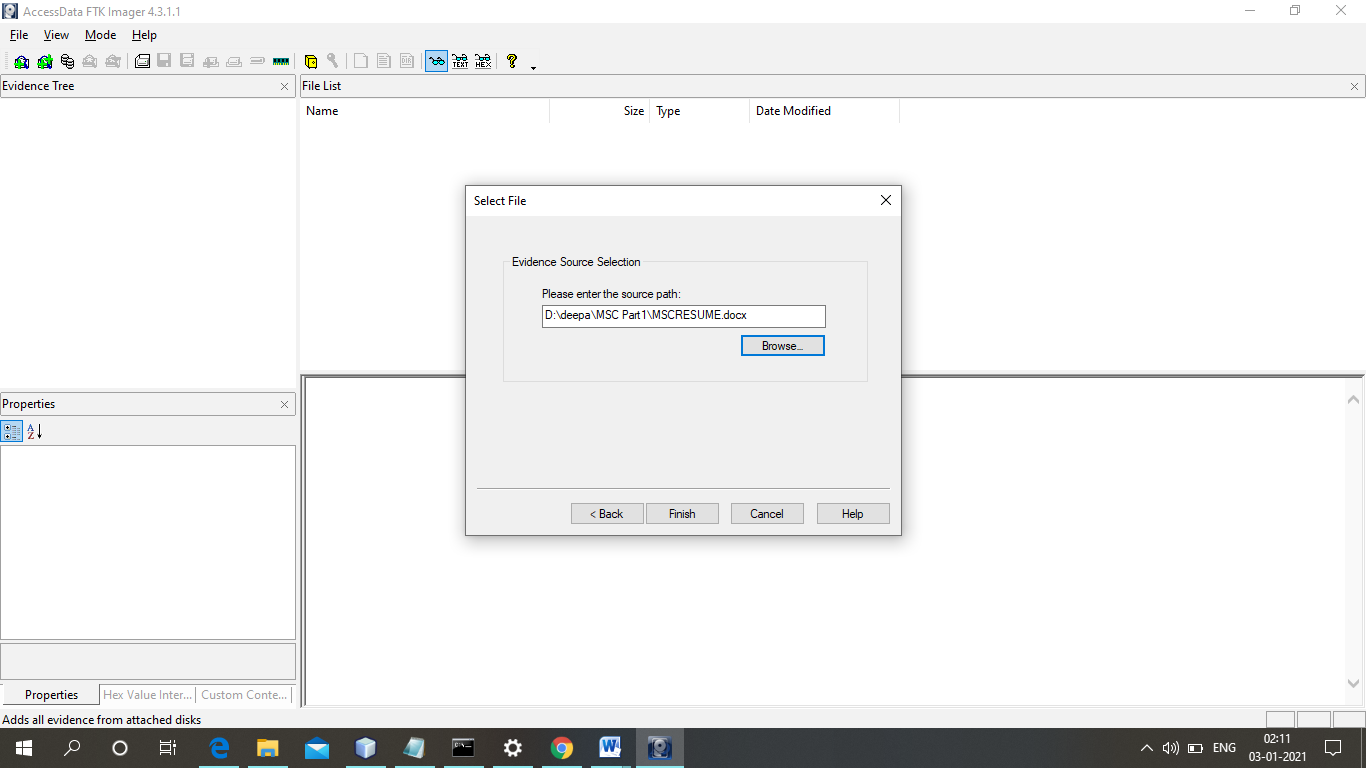 AccessData FTK Imager 4.3.1.1
File View Mode Help
TEXT HEX ?
Evidence Tree
File List
Name Size Type Date Modified
Select File
Evidence Source Selection
Please enter the source path:
D:\deepa\MSC Part1\MSCRESUME.docx
Browse...
< Back Finish Cancel Help
Properties
A
Z
Properties Hex Value Inter... Custom Conte...
Adds all evidence from attached disks
ENG
02:11
03-01-2021